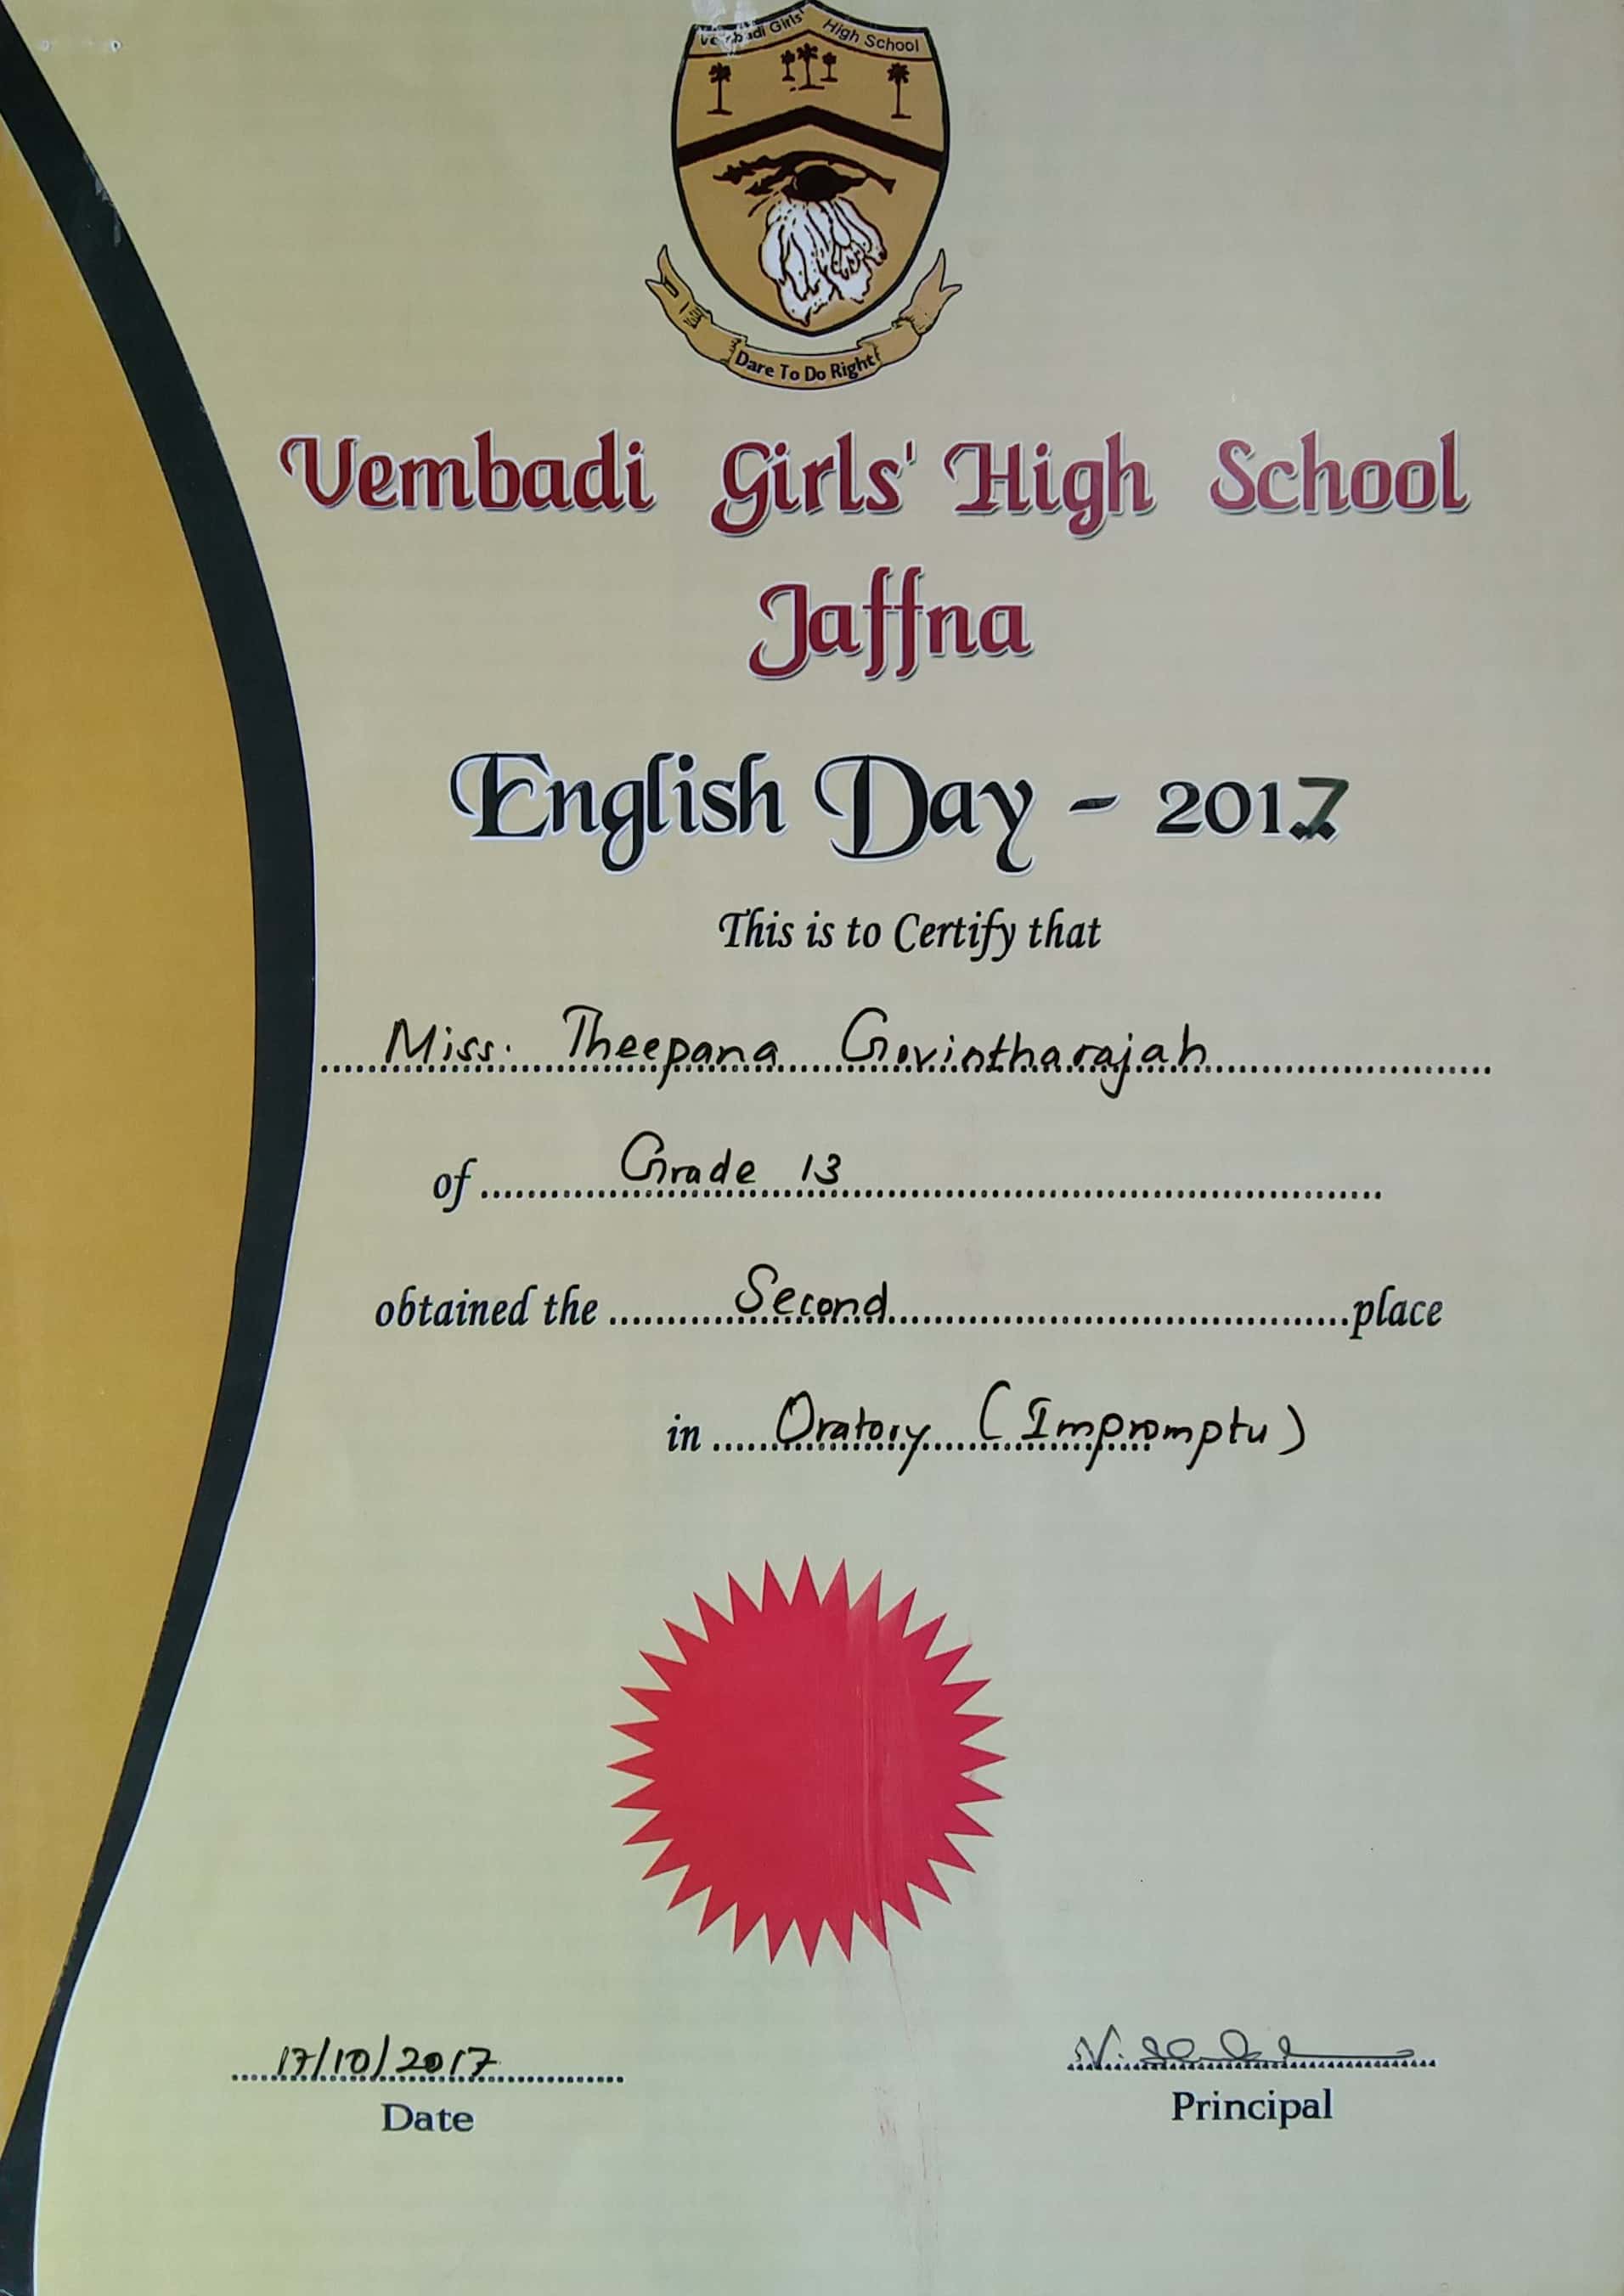 Vembadi Girls' High School
Dare To Do Right
Vembadi Girls' High School
Jaffna
English Day - 2017
This is to Certify that
Miss. Theepana Govintharajah
of Grade 13
obtained the Second place
in Oratory (Impromptu)
17/10/2017
Date
Principal